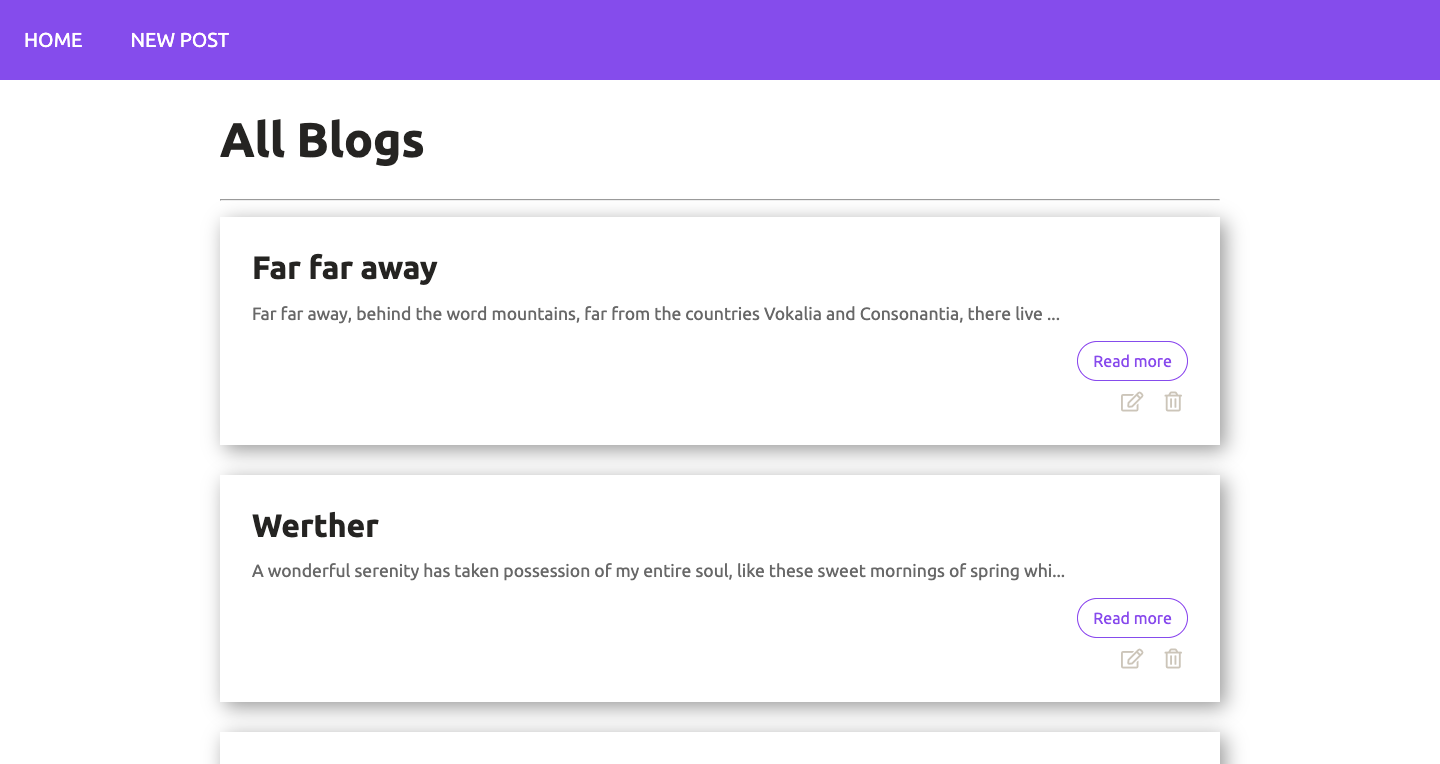 HOME NEW POST
All Blogs
Far far away
Far far away, behind the word mountains, far from the countries Vokalia and Consonantia, there live ...
Read more
Werther
A wonderful serenity has taken possession of my entire soul, like these sweet mornings of spring whi...
Read more